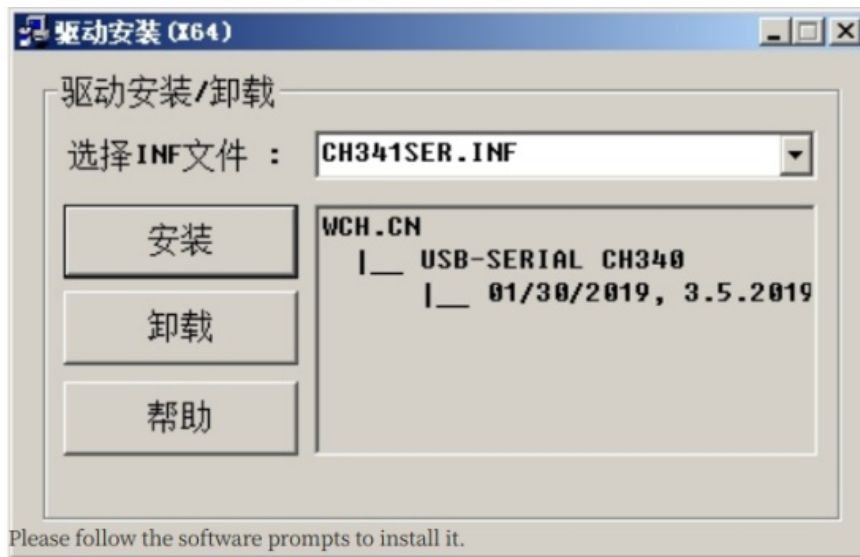 驱动安装(X64)
驱动安装/卸载
选择INF文件 :
CH341SER.INF
安装
卸载
帮助
WCH.CN
|__ USB-SERIAL CH340
|__ 01/30/2019, 3.5.2019
Please follow the software prompts to install it.